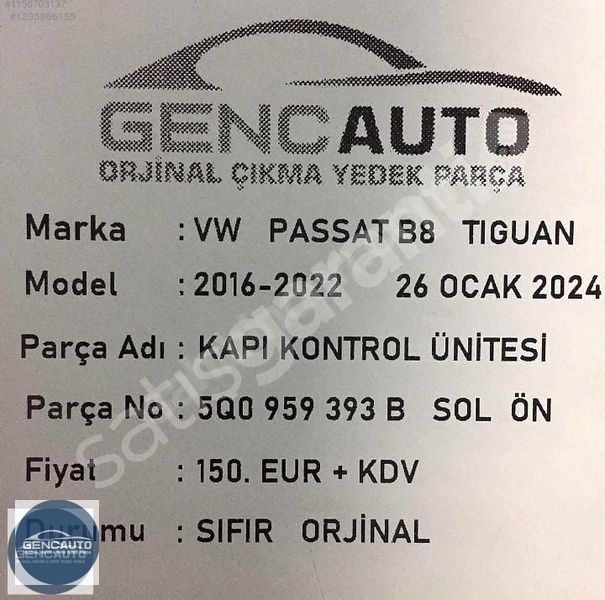 #1150703137
#1235866155
GENCAUTO
ORJİNAL ÇIKMA YEDEK PARÇA
Marka : VW PASSAT B8 TIGUAN
Model : 2016-2022 26 OCAK 2024
Parça Adı : KAPI KONTROL ÜNİTESİ
Parça No : 5Q0 959 393 B SOL ÖN
Fiyat : 150. EUR + KDV
Durumu : SIFIR ORJİNAL
satışgaranti
GENCAUTO
GENCAUTO